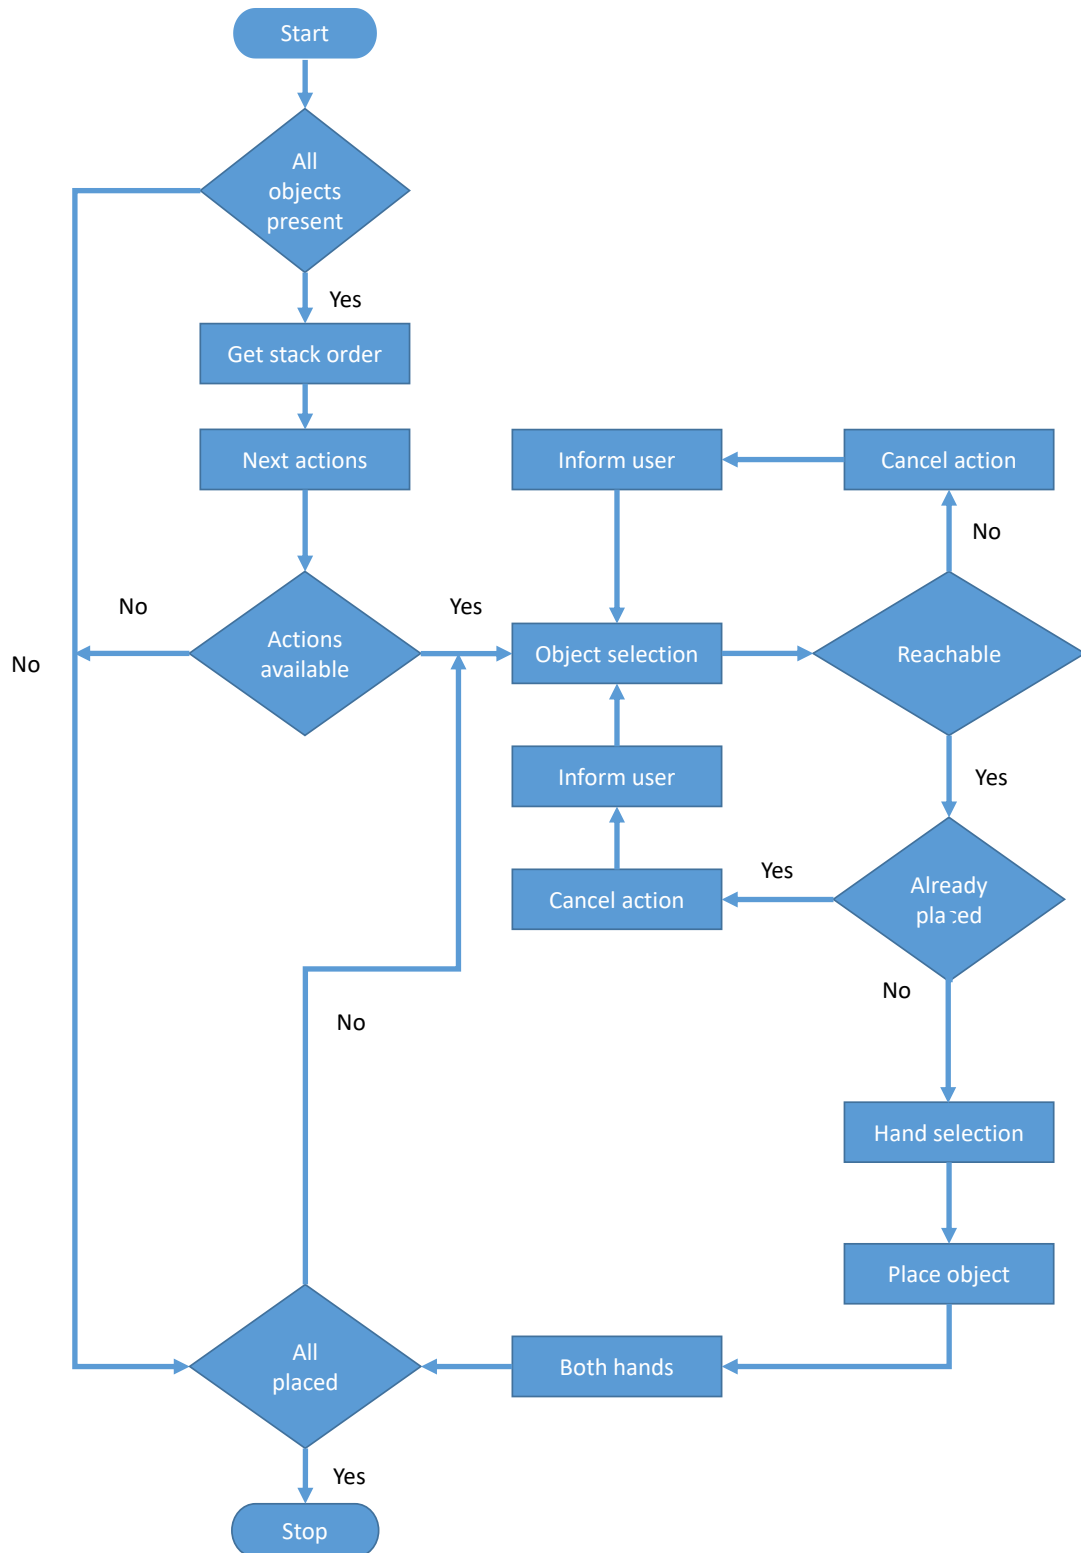 Start
All
objects
present
Yes
Get stack order
Next actions
Inform user
Cancel action
No
No
Yes
Actions
available
Object selection
Reachable
No
Inform user
Yes
Yes
Cancel action
Already
placed
No
No
Hand selection
Place object
All
placed
Both hands
Yes
Stop